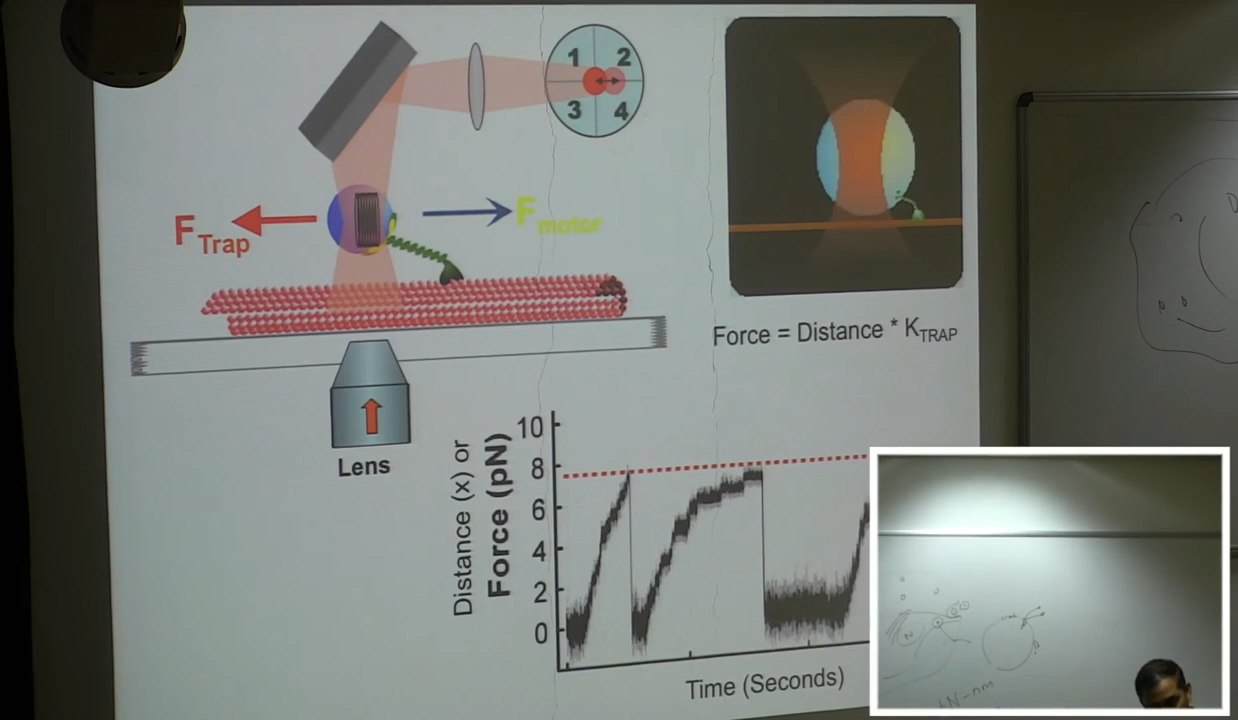 1 2
3 4
F Trap
F motor
Force = Distance * K TRAP
Lens
Distance (x) or
Force (pN)
10
8
6
4
2
0
Time (Seconds)
N-nm